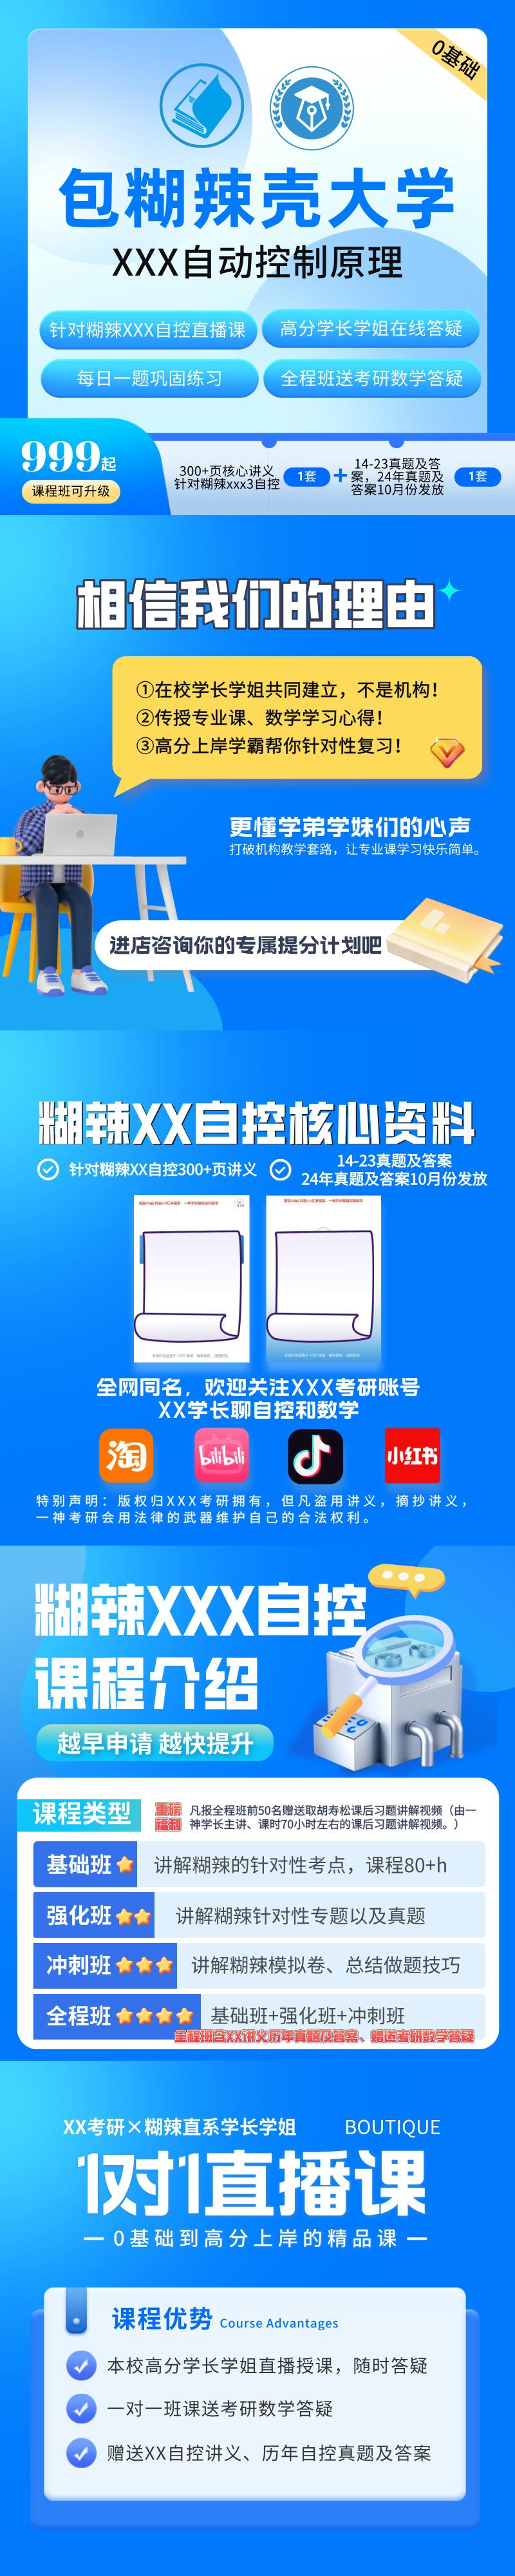 0基础
包糊辣壳大学
XXX自动控制原理
针对糊辣XXX自控直播课
高分学长学姐在线答疑
每日一题巩固练习
全程班送考研数学答疑
999起
课程班可升级
300+页核心讲义
针对糊辣xxx3自控
1套
+
14-23真题及答
案，24年真题及
答案10月份发放
1套
相信我们的理由
①在校学长学姐共同建立，不是机构！
②传授专业课、数学学习心得！
③高分上岸学霸帮你针对性复习！
更懂学弟学妹们的心声
打破机构教学套路，让专业课学习快乐简单。
进店咨询你的专属提分计划吧
糊辣XX自控核心资料
针对糊辣XX自控300+页讲义
14-23真题及答案
24年真题及答案10月份发放
全网同名，欢迎关注XXX考研账号
XX学长聊自控和数学
淘
bilibili
小红书
特别声明：版权归XXX考研拥有，但凡盗用讲义，摘抄讲义，
一神考研会用法律的武器维护自己的合法权利。
糊辣XXX自控
课程介绍
越早申请 越快提升
课程类型
重磅
福利
凡报全程班前50名赠送取胡寿松课后习题讲解视频（由一
神学长主讲、课时70小时左右的课后习题讲解视频。）
基础班
讲解糊辣的针对性考点，课程80+h
强化班
讲解糊辣针对性专题以及真题
冲刺班
讲解糊辣模拟卷、总结做题技巧
全程班
基础班+强化班+冲刺班
全程班含XX讲义历年真题及答案、赠送考研数学答疑
XX考研×糊辣直系学长学姐
BOUTIQUE
1对1直播课
0基础到高分上岸的精品课
课程优势 Course Advantages
本校高分学长学姐直播授课，随时答疑
一对一班课送考研数学答疑
赠送XX自控讲义、历年自控真题及答案